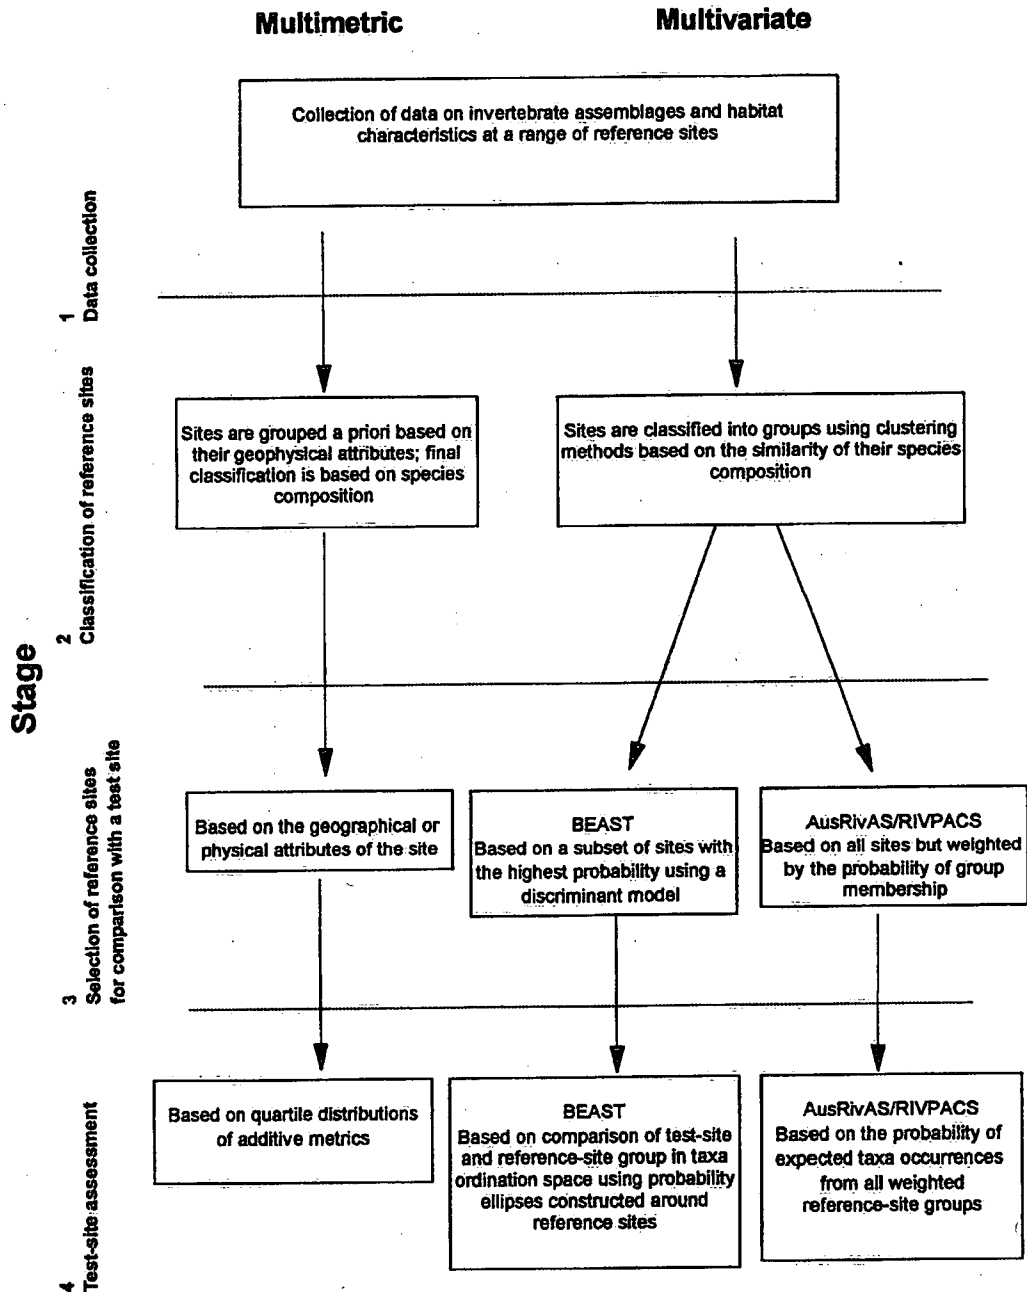 Multimetric
Multivariate
Collection of data on invertebrate assemblages and habitat
characteristics at a range of reference sites
1
Data collection
Sites are grouped a priori based on
their geophysical attributes; final
classification is based on species
composition
Sites are classified into groups using clustering
methods based on the similarity of their species
composition
2
Classification of reference sites
Stage
Based on the geographical or
physical attributes of the site
BEAST
Based on a subset of sites with
the highest probability using a
discriminant model
AusRivAS/RIVPACS
Based on all sites but weighted
by the probability of group
membership
3
Selection of reference sites
for comparison with a test site
Based on quartile distributions
of additive metrics
BEAST
Based on comparison of test-site
and reference-site group in taxa
ordination space using probability
ellipses constructed around
reference sites
AusRivAS/RIVPACS
Based on the probability of
expected taxa occurrences
from all weighted
reference-site groups
4
Test-site assessment